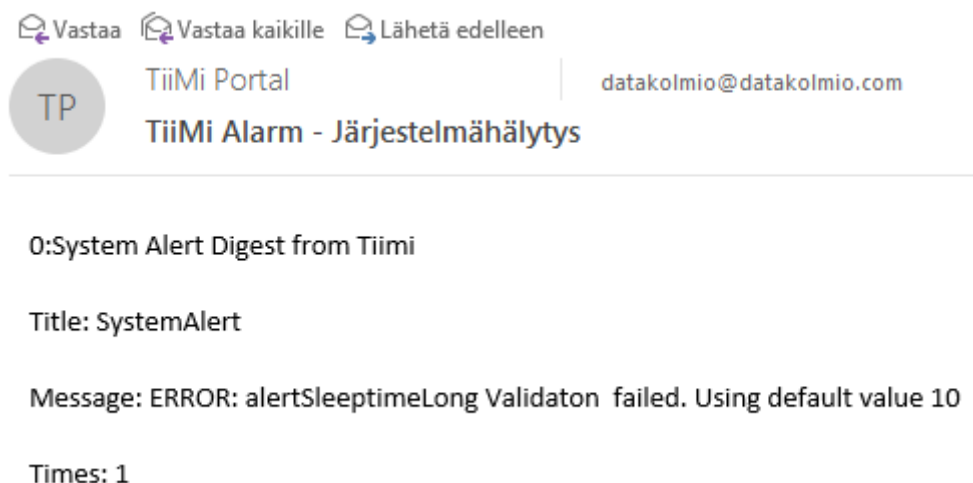 Vastaa Vastaa kaikille Lähetä edelleen
TP
TiiMi Portal datakolmio@datakolmio.com
TiiMi Alarm - Järjestelmähälytys
0:System Alert Digest from Tiimi
Title: SystemAlert
Message: ERROR: alertSleeptimeLong Validaton  failed. Using default value 10
Times: 1